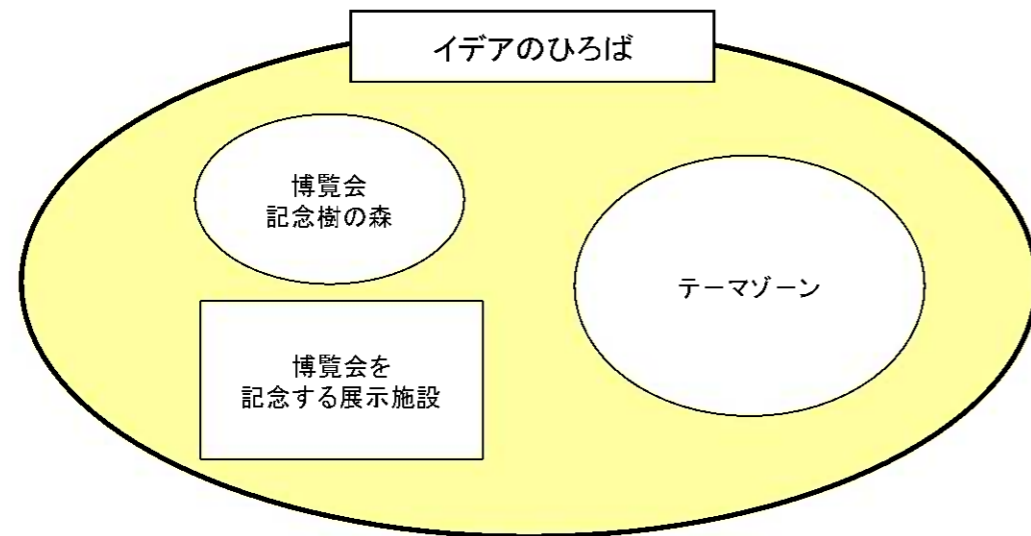 イデアのひろば
博覧会
記念樹の森
テーマゾーン
博覧会を
記念する展示施設